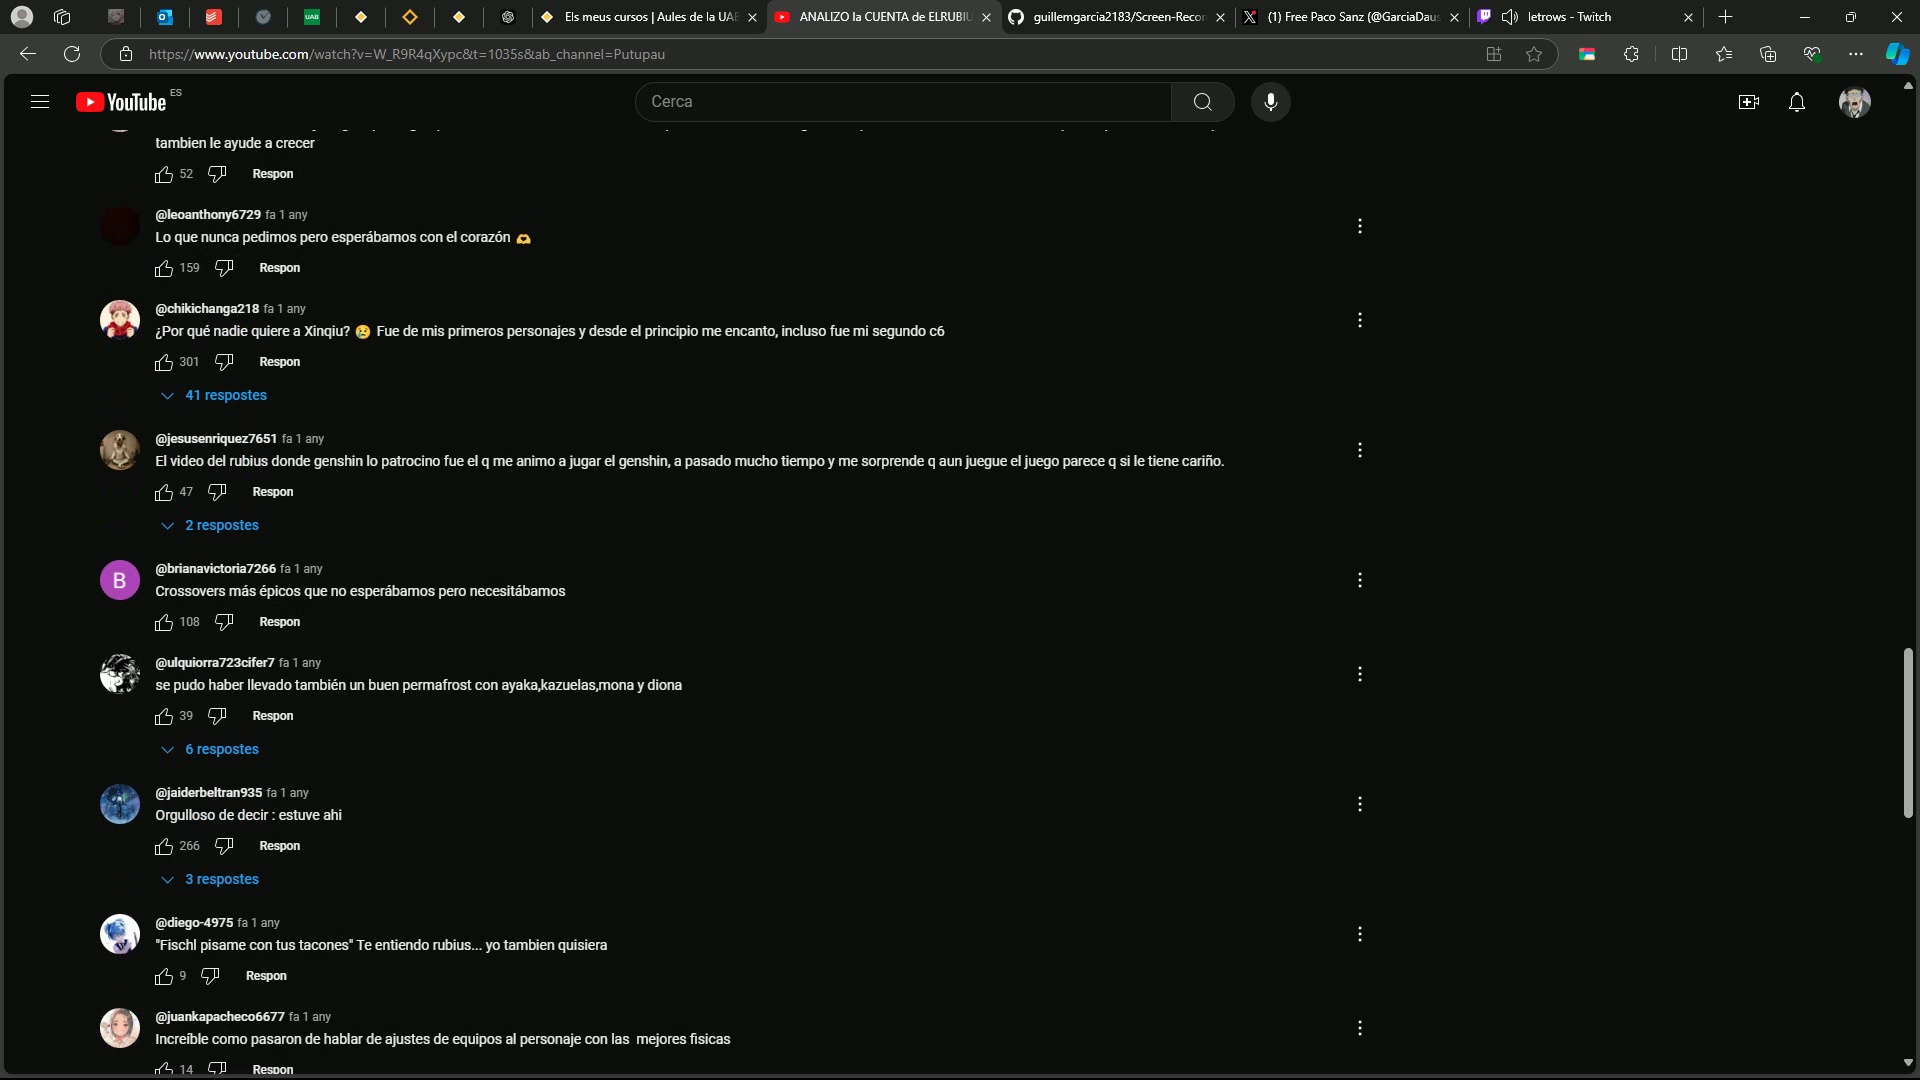 UAB
Els meus cursos | Aules de la UAB
ANALIZO la CUENTA de ELRUBIU
guillemgarcia2183/Screen-Recor
(1) Free Paco Sanz (@GarciaDaus
letrows - Twitch
https://www.youtube.com/watch?v=W_R9R4qXypc&t=1035s&ab_channel=Putupau
YouTube ES
Cerca
tambien le ayude a crecer
52 Respon
@leoanthony6729 fa 1 any
Lo que nunca pedimos pero esperábamos con el corazón 🫶
159 Respon
@chikichanga218 fa 1 any
¿Por qué nadie quiere a Xinqiu? 😢 Fue de mis primeros personajes y desde el principio me encanto, incluso fue mi segundo c6
301 Respon
41 respostes
@jesusenriquez7651 fa 1 any
El video del rubius donde genshin lo patrocino fue el q me animo a jugar el genshin, a pasado mucho tiempo y me sorprende q aun juegue el juego parece q si le tiene cariño.
47 Respon
2 respostes
B
@brianavictoria7266 fa 1 any
Crossovers más épicos que no esperábamos pero necesitábamos
108 Respon
@ulquiorra723cifer7 fa 1 any
se pudo haber llevado también un buen permafrost con ayaka,kazuelas,mona y diona
39 Respon
6 respostes
@jaiderbeltran935 fa 1 any
Orgulloso de decir : estuve ahi
266 Respon
3 respostes
@diego-4975 fa 1 any
"Fischl pisame con tus tacones" Te entiendo rubius... yo tambien quisiera
9 Respon
@juankapacheco6677 fa 1 any
Increíble como pasaron de hablar de ajustes de equipos al personaje con las  mejores fisicas
14 Respon